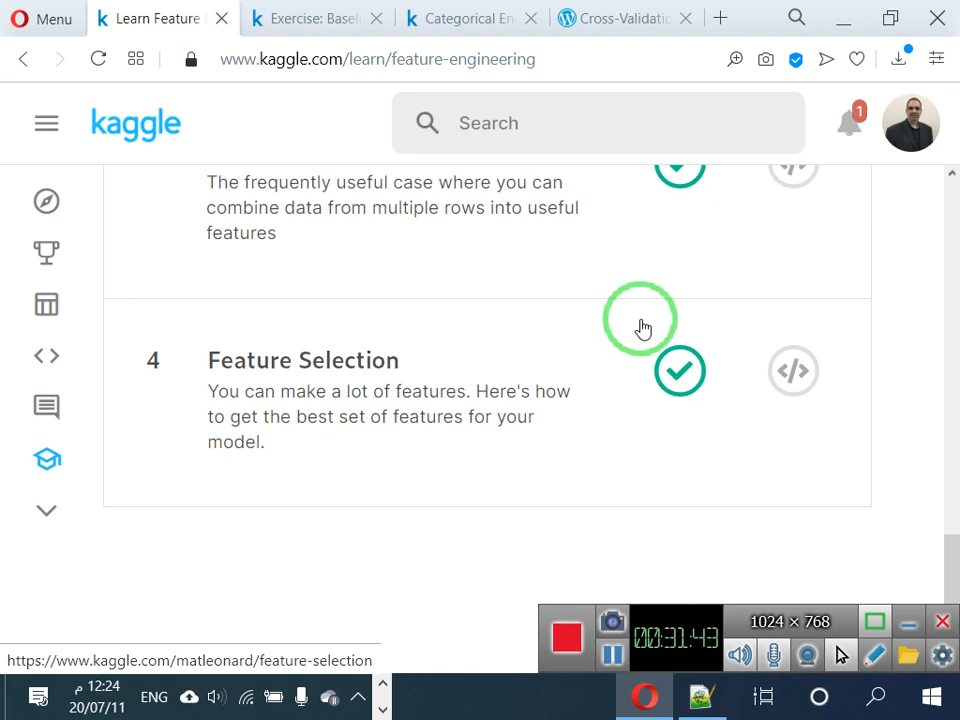 Menu
Learn Feature
Exercise: Basel
Categorical En
Cross-Validatio
www.kaggle.com/learn/feature-engineering
kaggle
Search
1
The frequently useful case where you can
combine data from multiple rows into useful
features
4
Feature Selection
You can make a lot of features. Here's how
to get the best set of features for your
model.
00:31:43
1024 × 768
https://www.kaggle.com/matleonard/feature-selection
12:24 م
20/07/11
ENG